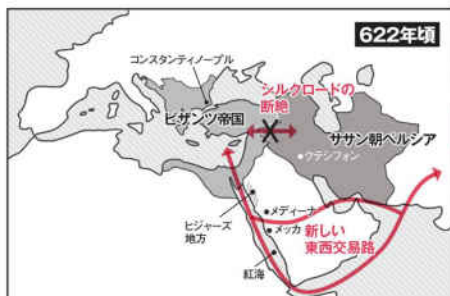 622年頃
コンスタンティノープル
シルクロードの
断絶
ビザンツ帝国
ササン朝ペルシア
クテシフォン
ヒジャーズ
地方
メディーナ
メッカ
新しい
東西交易路
紅海